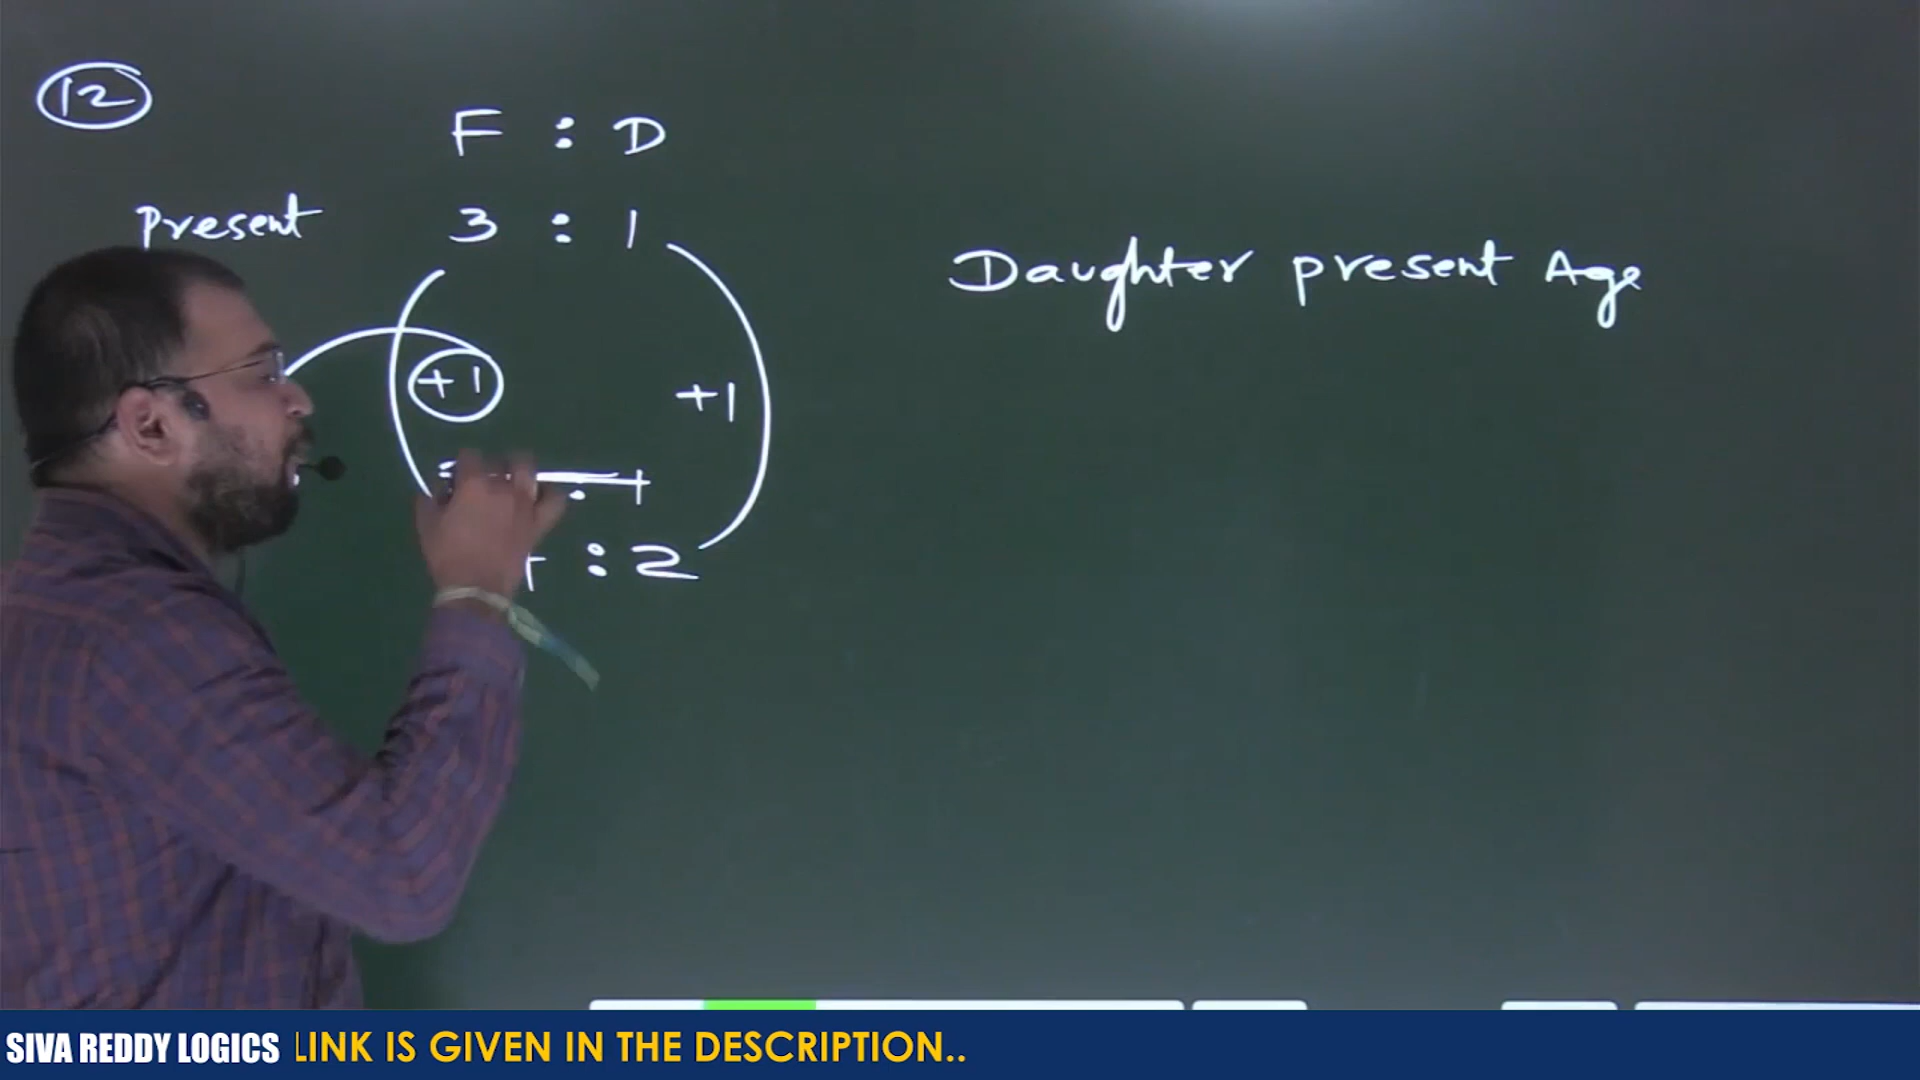 12
F : D
present 3 : 1
Daughter present Age
+1 +1
: 2
SIVA REDDY LOGICS LINK IS GIVEN IN THE DESCRIPTION..